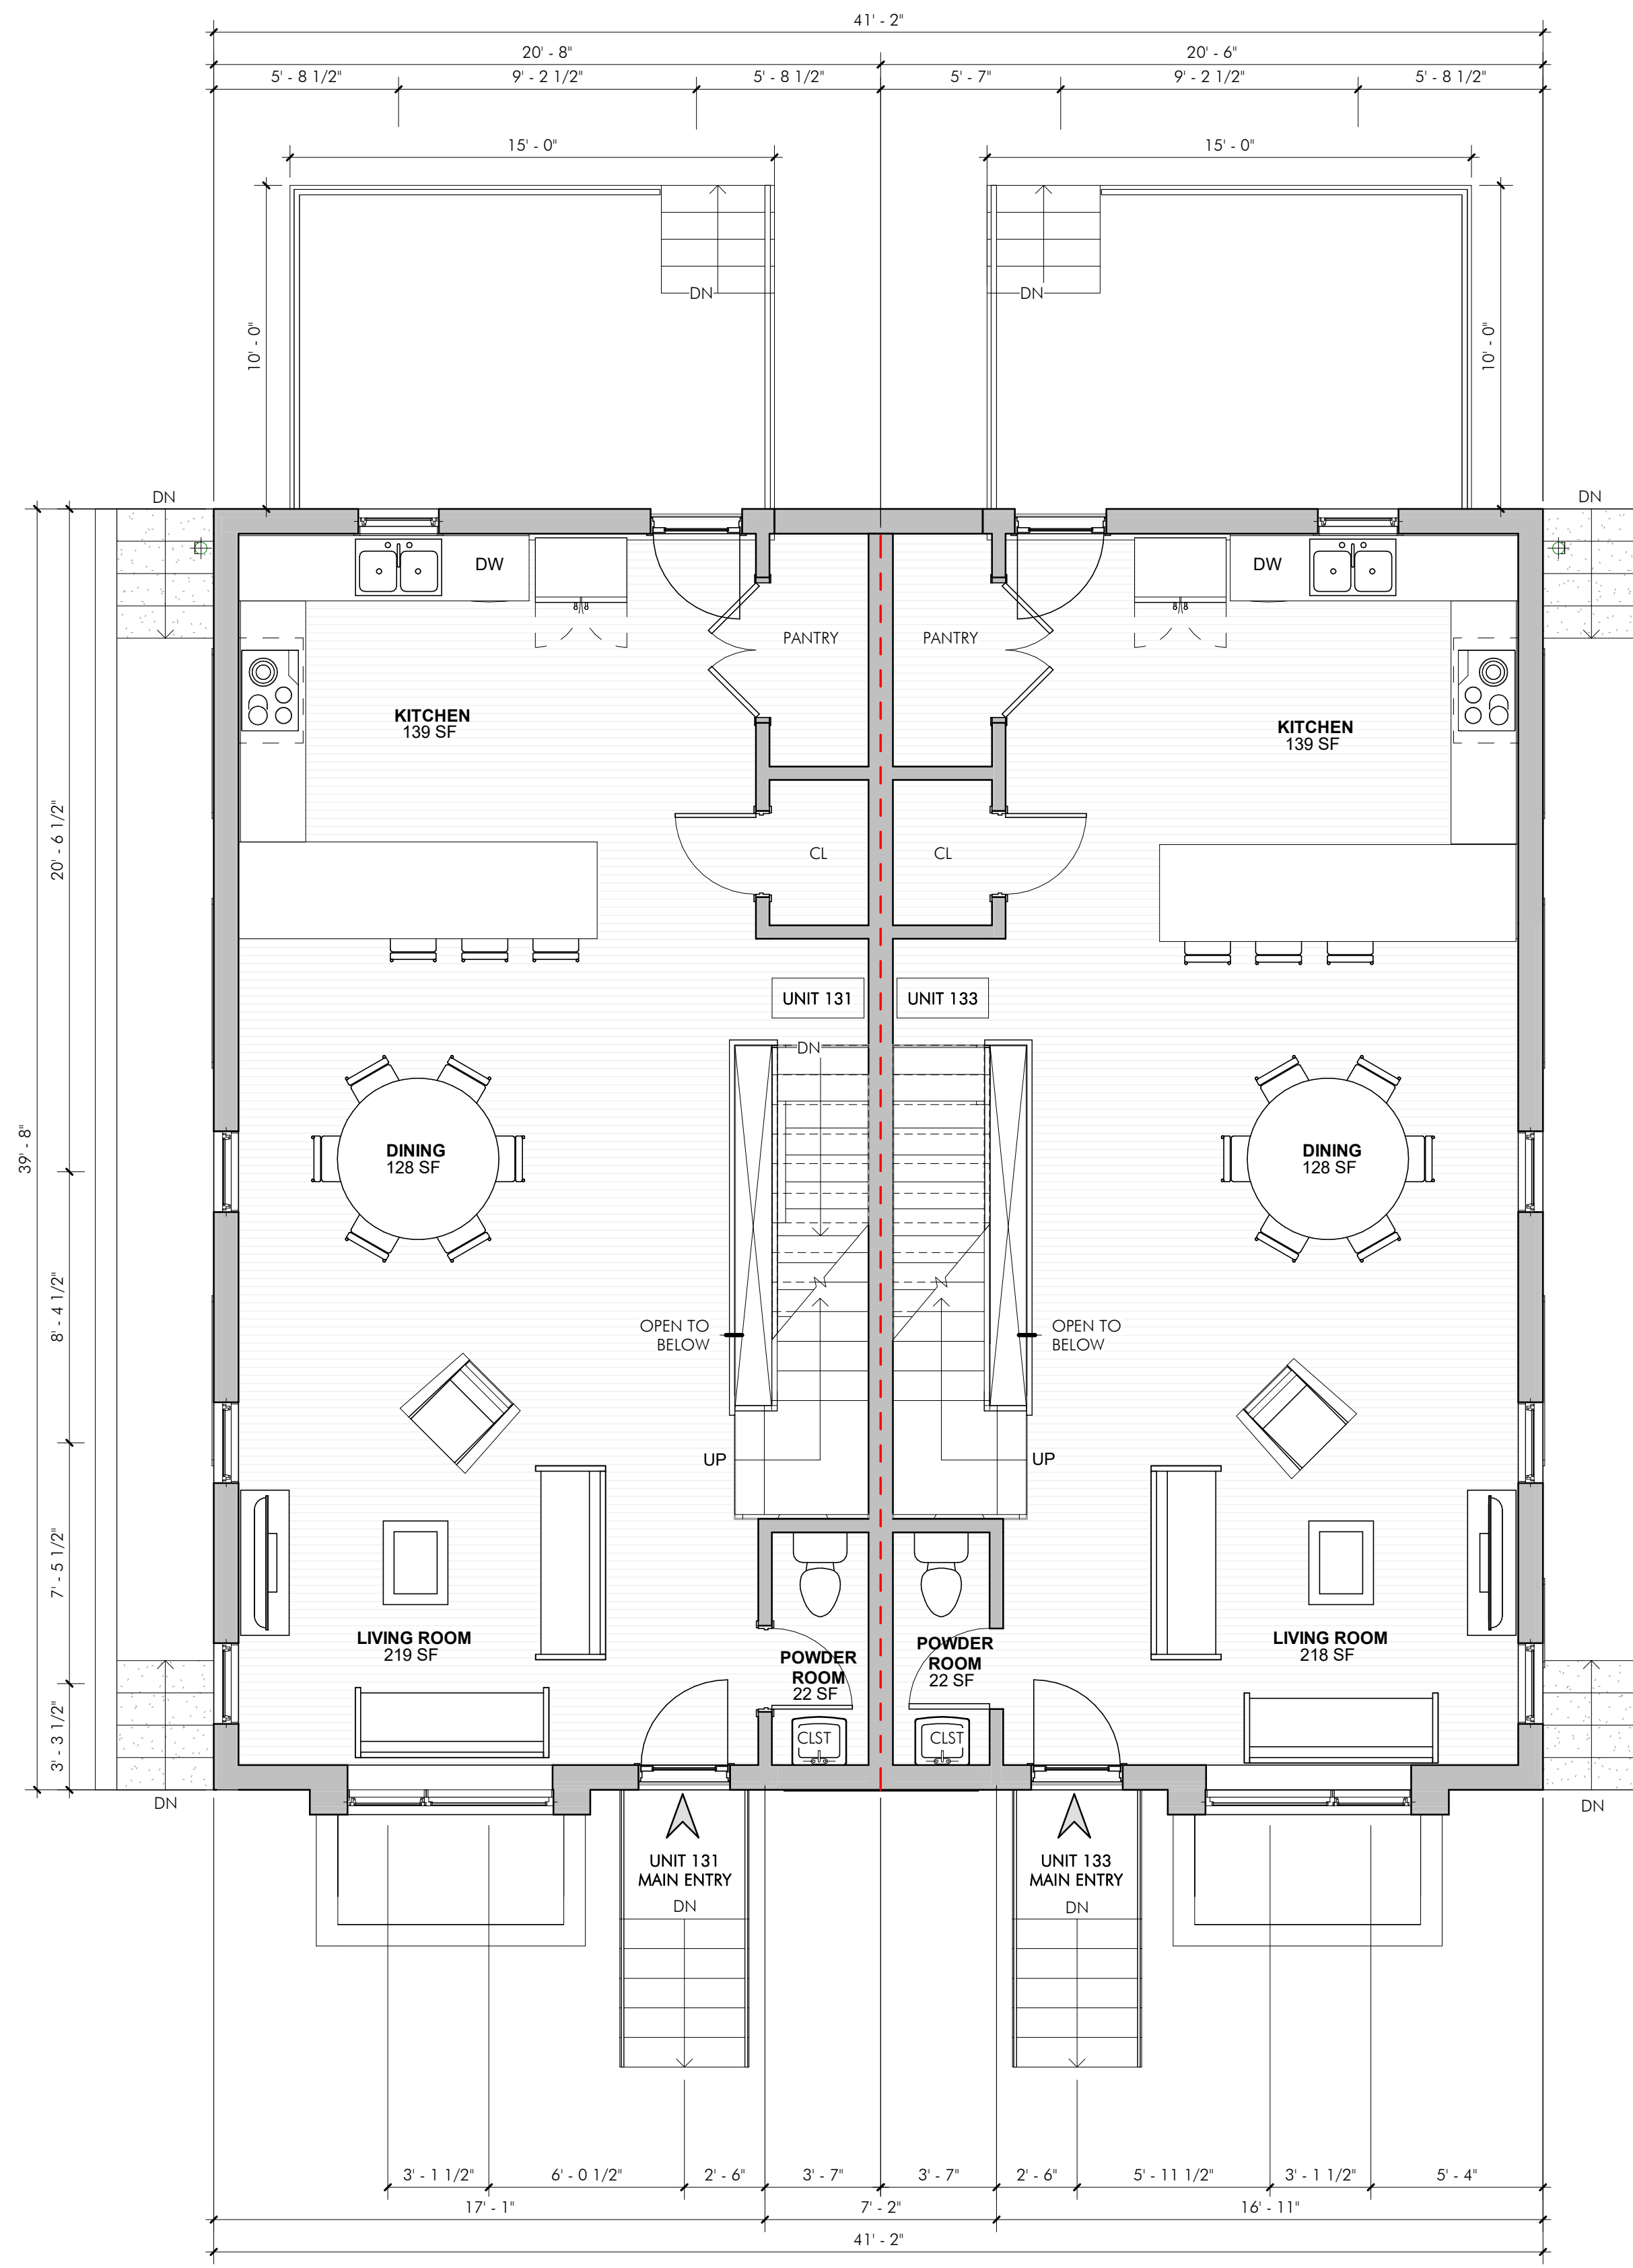 41' - 2"
20' - 8"
20' - 6"
5' - 8 1/2"
9' - 2 1/2"
5' - 8 1/2"
5' - 7"
9' - 2 1/2"
5' - 8 1/2"
15' - 0"
15' - 0"
DN
DN
10' - 0"
10' - 0"
DN
DN
DW
DW
PANTRY
PANTRY
KITCHEN
139 SF
KITCHEN
139 SF
20' - 6 1/2"
CL
CL
UNIT 131
UNIT 133
DN
39' - 8"
DINING
128 SF
DINING
128 SF
8' - 4 1/2"
OPEN TO
BELOW
OPEN TO
BELOW
UP
UP
7' - 5 1/2"
LIVING ROOM
219 SF
POWDER
ROOM
22 SF
POWDER
ROOM
22 SF
LIVING ROOM
218 SF
3' - 3 1/2"
CLST
CLST
DN
DN
UNIT 131
MAIN ENTRY
DN
UNIT 133
MAIN ENTRY
DN
3' - 1 1/2"
6' - 0 1/2"
2' - 6"
3' - 7"
3' - 7"
2' - 6"
5' - 11 1/2"
3' - 1 1/2"
5' - 4"
17' - 1"
7' - 2"
16' - 11"
41' - 2"